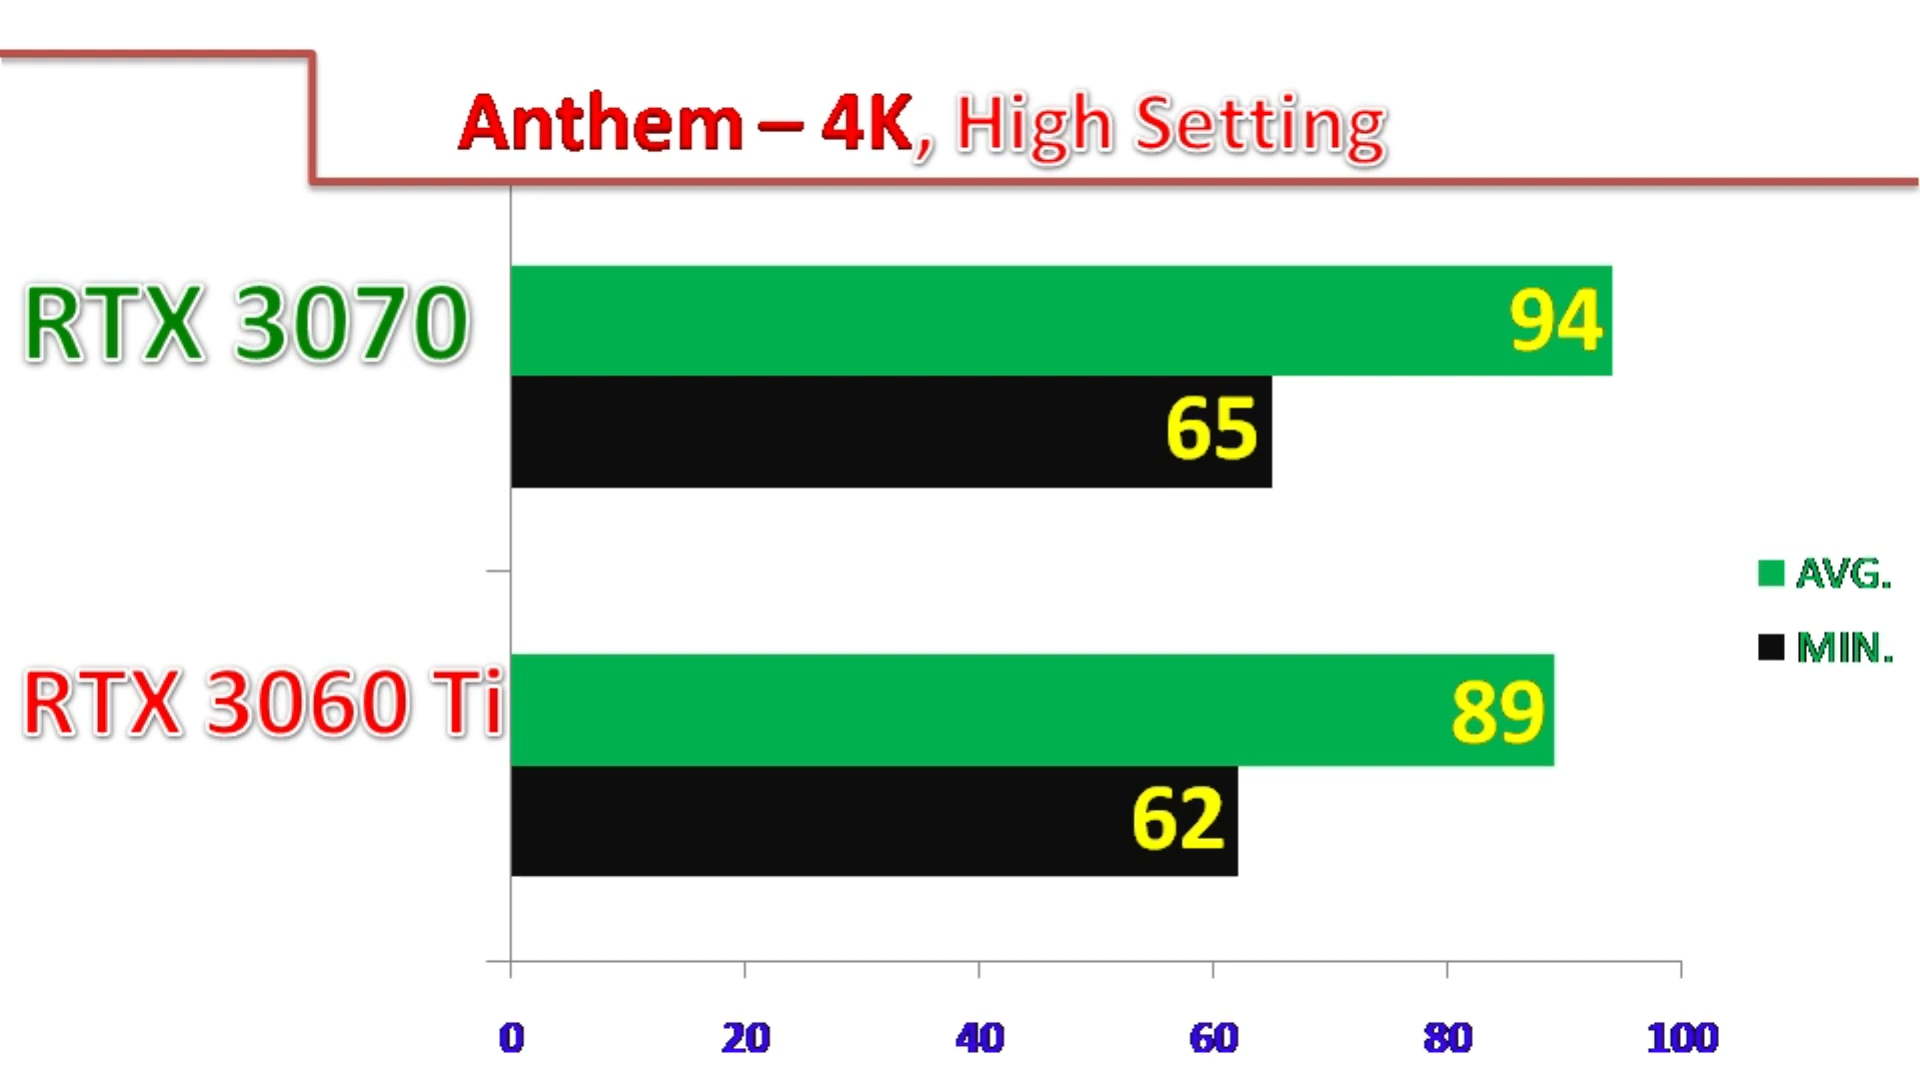 Anthem – 4K, High Setting
RTX 3070
94
65
AVG.
MIN.
RTX 3060 Ti
89
62
0 20 40 60 80 100